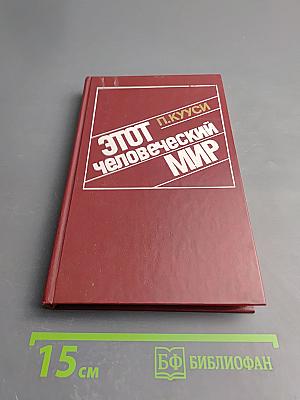 П.КУУСИ
ЭТОТ
человеческий
МИР
15 см
БФ БИБЛИОФАН